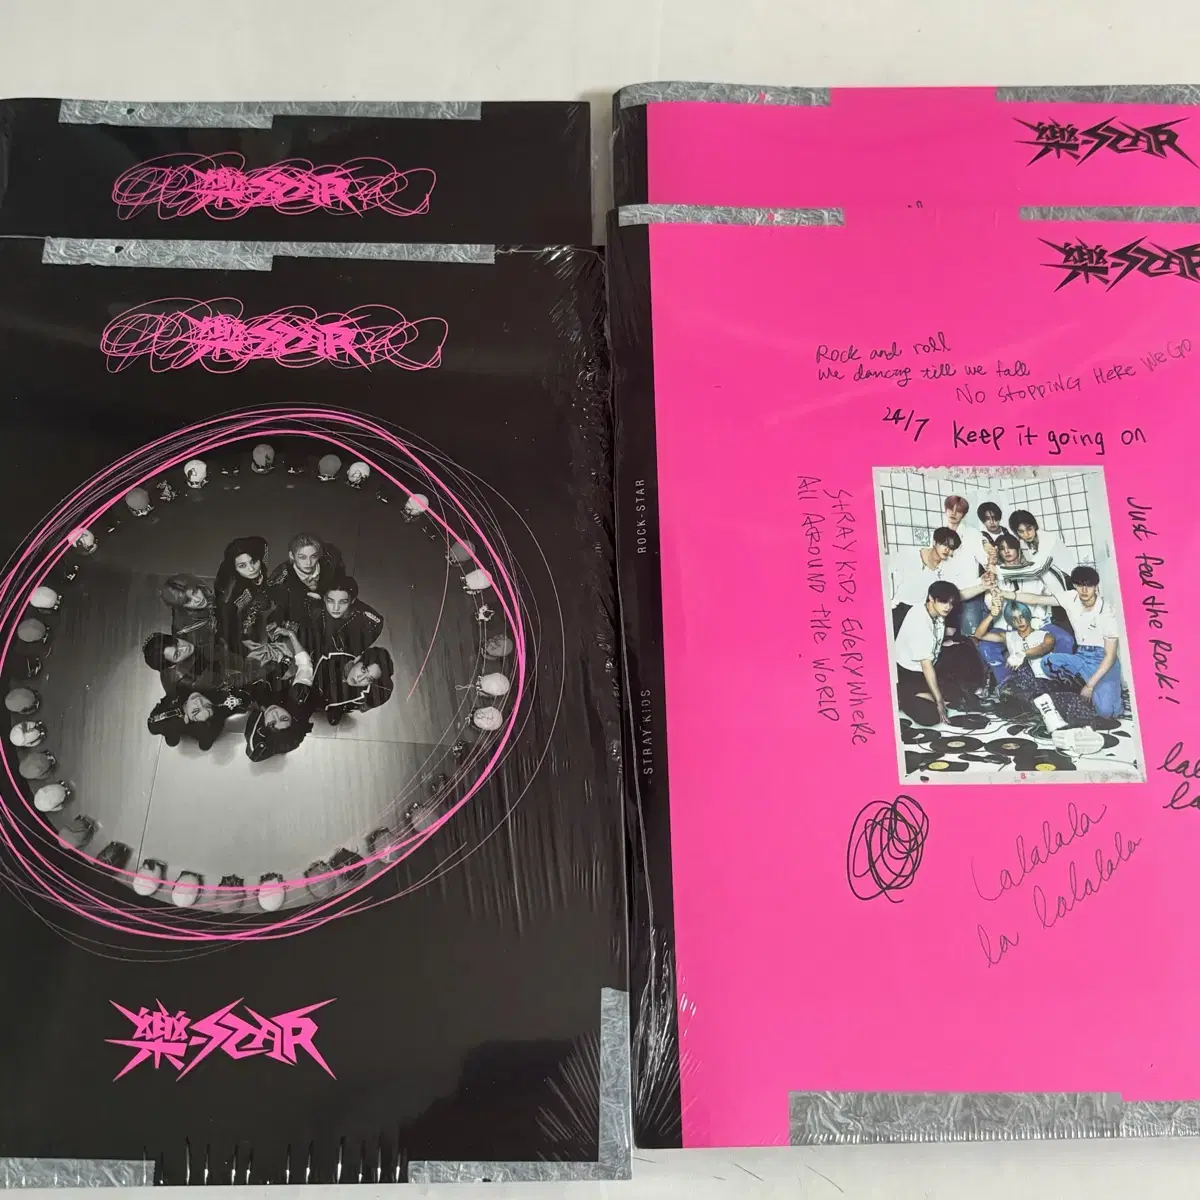 樂-STAR
樂-STAR
樂-STAR
樂-STAR
樂-STAR
ROCK-STAR
STRAY KIDS
Rock and roll
We dancing till we fall
No stopping Here We Go
24/7 Keep it going on
STRAY KiDS EVERYWHeRe
All AROUND tHe WORLD
STRAY KIDS
Just feel the Rock!
Lalalala
la lalalala